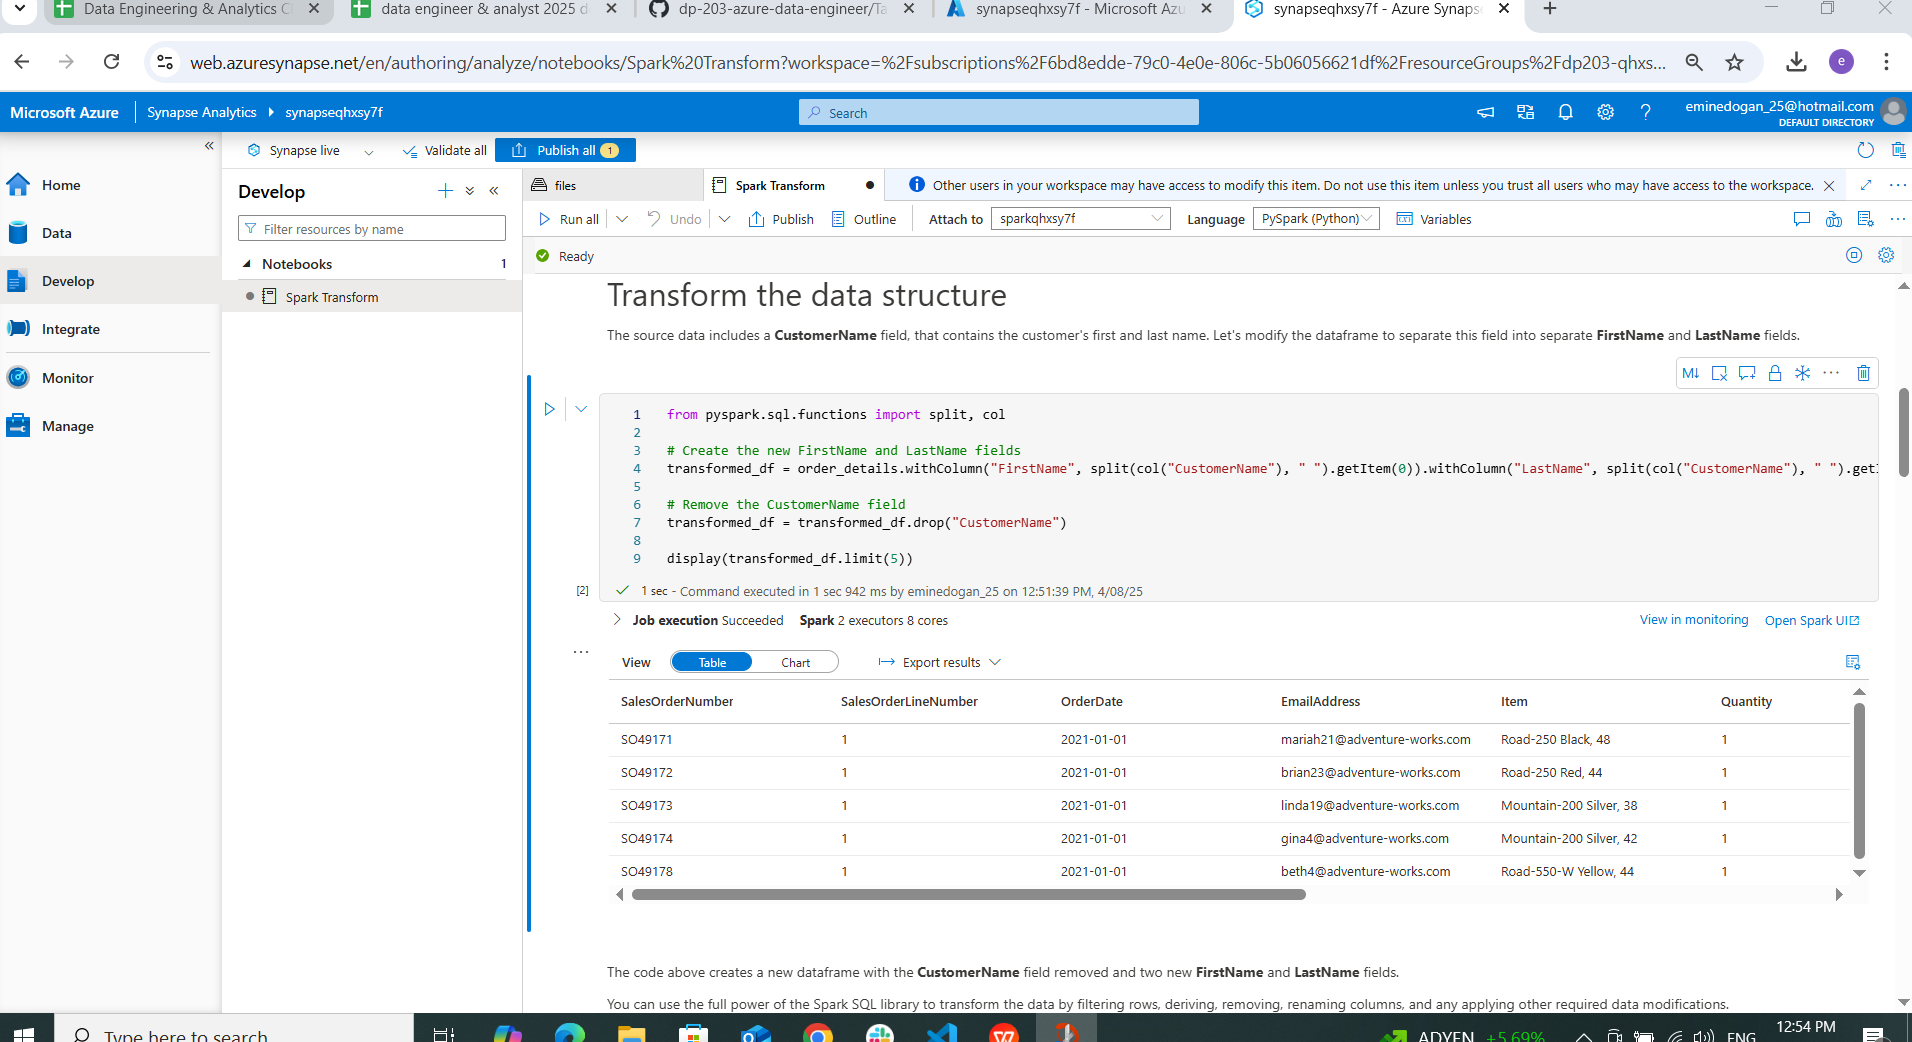 Data Engineering & Analytics C
data engineer & analyst 2025 d
dp-203-azure-data-engineer/Ta
synapseqhxsy7f - Microsoft Azu
synapseqhxsy7f - Azure Synaps
web.azuresynapse.net/en/authoring/analyze/notebooks/Spark%20Transform?workspace=%2Fsubscriptions%2F6bd8edde-79c0-4e0e-806c-5b06056621df%2FresourceGroups%2Fdp203-qhxs...
e
Microsoft Azure
Synapse Analytics
synapseqhxsy7f
Search
eminedogan_25@hotmail.com
DEFAULT DIRECTORY
Synapse live
Validate all
Publish all 1
Home
Data
Develop
Integrate
Monitor
Manage
Develop
Filter resources by name
Notebooks 1
Spark Transform
files
Spark Transform
Other users in your workspace may have access to modify this item. Do not use this item unless you trust all users who may have access to the workspace.
Run all
Undo
Publish
Outline
Attach to sparkqhxsy7f
Language PySpark (Python)
Variables
Ready
Transform the data structure
The source data includes a CustomerName field, that contains the customer's first and last name. Let's modify the dataframe to separate this field into separate FirstName and LastName fields.
M↓
1 from pyspark.sql.functions import split, col
2
3 # Create the new FirstName and LastName fields
4 transformed_df = order_details.withColumn("FirstName", split(col("CustomerName"), " ").getItem(0)).withColumn("LastName", split(col("CustomerName"), " ").getI
5
6 # Remove the CustomerName field
7 transformed_df = transformed_df.drop("CustomerName")
8
9 display(transformed_df.limit(5))
[2] 1 sec - Command executed in 1 sec 942 ms by eminedogan_25 on 12:51:39 PM, 4/08/25
Job execution Succeeded Spark 2 executors 8 cores
View in monitoring Open Spark UI
View Table Chart Export results
SalesOrderNumber SalesOrderLineNumber OrderDate EmailAddress Item Quantity
SO49171 1 2021-01-01 mariah21@adventure-works.com Road-250 Black, 48 1
SO49172 1 2021-01-01 brian23@adventure-works.com Road-250 Red, 44 1
SO49173 1 2021-01-01 linda19@adventure-works.com Mountain-200 Silver, 38 1
SO49174 1 2021-01-01 gina4@adventure-works.com Mountain-200 Silver, 42 1
SO49178 1 2021-01-01 beth4@adventure-works.com Road-550-W Yellow, 44 1
The code above creates a new dataframe with the CustomerName field removed and two new FirstName and LastName fields.
You can use the full power of the Spark SQL library to transform the data by filtering rows, deriving, removing, renaming columns, and any applying other required data modifications.
Type here to search
ADYEN +5.69%
ENG
12:54 PM